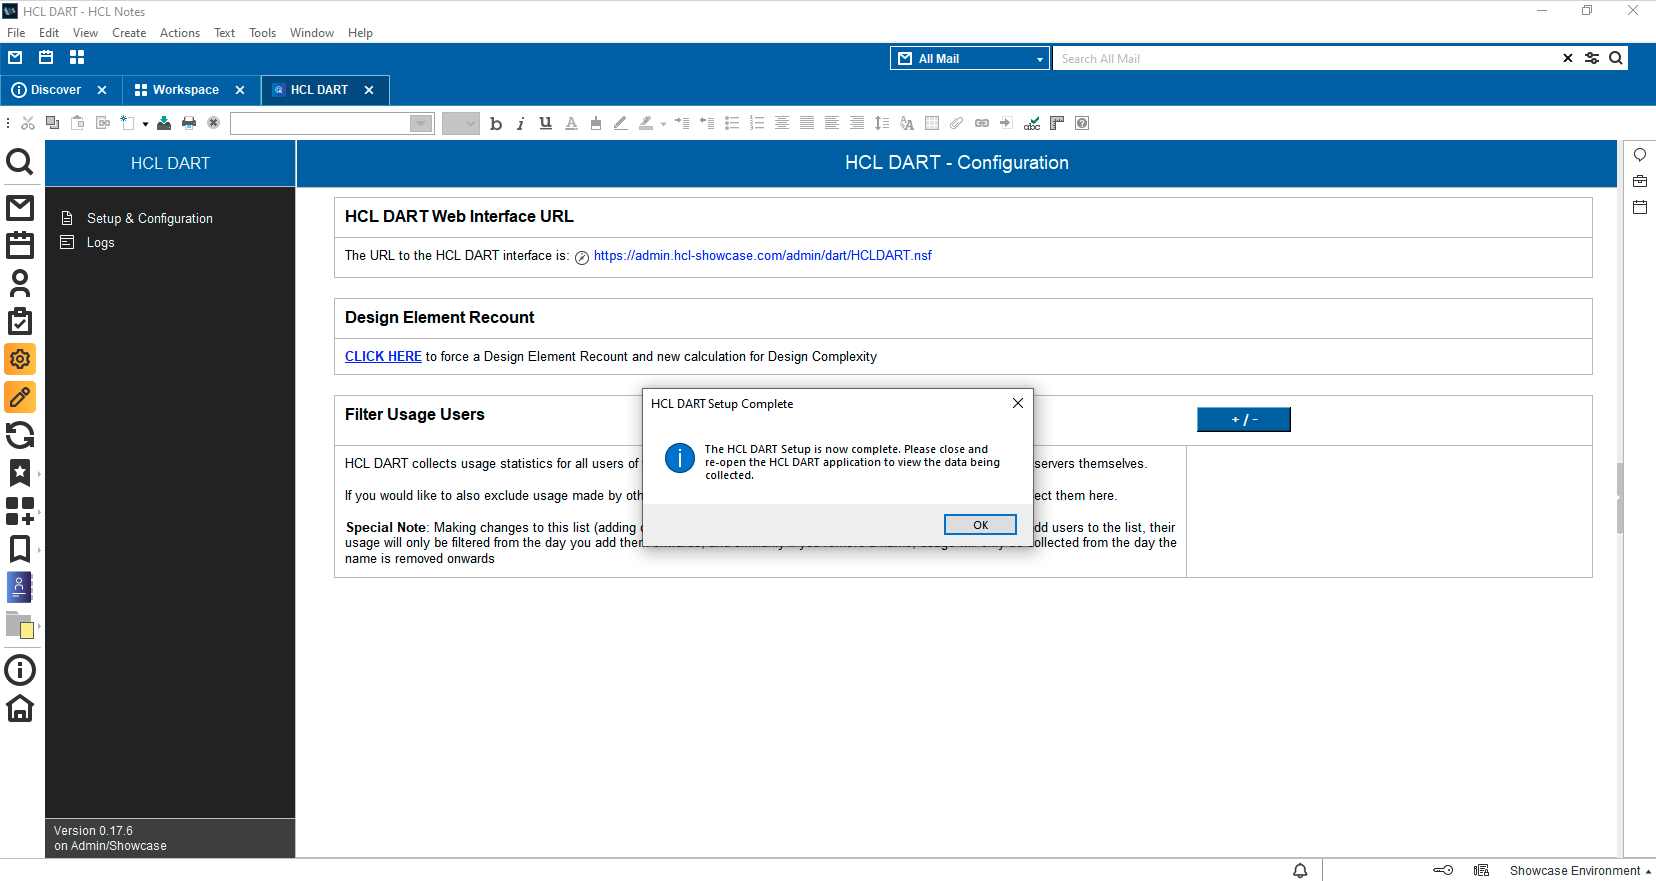 HCL DART - HCL Notes
File Edit View Create Actions Text Tools Window Help
All Mail
Search All Mail
Discover
Workspace
HCL DART
HCL DART
HCL DART - Configuration
Setup & Configuration
Logs
HCL DART Web Interface URL
The URL to the HCL DART interface is: https://admin.hcl-showcase.com/admin/dart/HCLDART.nsf
Design Element Recount
CLICK HERE to force a Design Element Recount and new calculation for Design Complexity
Filter Usage Users
+ / -
HCL DART collects usage statistics for all users of
servers themselves.
If you would like to also exclude usage made by oth
ect them here.
Special Note: Making changes to this list (adding
dd users to the list, their
usage will only be filtered from the day you add them
collected from the day the
name is removed onwards
HCL DART Setup Complete
The HCL DART Setup is now complete. Please close and
re-open the HCL DART application to view the data being
collected.
OK
Version 0.17.6
on Admin/Showcase
Showcase Environment